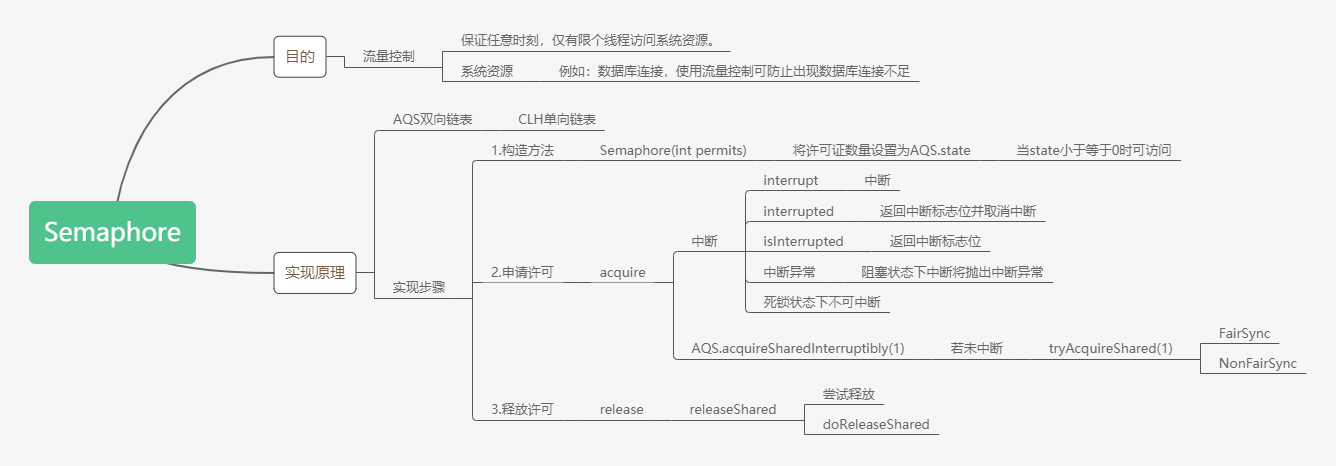 Semaphore
目的
流量控制
保证任意时刻，仅有限个线程访问系统资源。
系统资源
例如：数据库连接，使用流量控制可防止出现数据库连接不足
实现原理
AQS双向链表
CLH单向链表
实现步骤
1.构造方法
Semaphore(int permits)
将许可证数量设置为AQS.state
当state小于等于0时可访问
2.申请许可
acquire
中断
interrupt
中断
interrupted
返回中断标志位并取消中断
isInterrupted
返回中断标志位
中断异常
阻塞状态下中断将抛出中断异常
死锁状态下不可中断
AQS.acquireSharedInterruptibly(1)
若未中断
tryAcquireShared(1)
FairSync
NonFairSync
3.释放许可
release
releaseShared
尝试释放
doReleaseShared